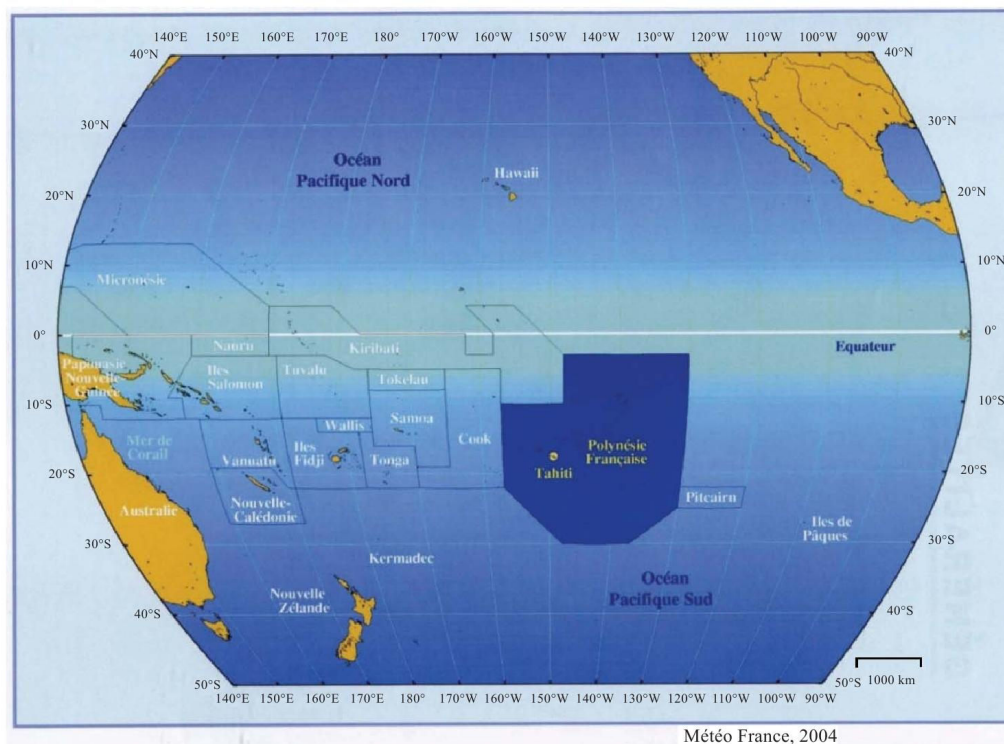 140°E 150°E 160°E 170°E 180°E 170°W 160°W 150°W 140°W 130°W 120°W 110°W 100°W 90°W
40°N 40°N
30°N 30°N
Océan
Pacifique Nord
Hawaii
20°N 20°N
10°N 10°N
Micronésie
0° 0°
Nauru
Kiribati
Equateur
Papouasie
Nouvelle-
Guinée
Iles
Salomon
Tuvalu
Tokelau
10°S 10°S
Samoa
Wallis
Cook
Mer de
Corail
Vanuatu
Iles
Fidji
Tonga
Polynésie
Française
Tahiti
20°S 20°S
Pitcairn
Nouvelle-
Calédonie
Australie
Iles de
Pâques
30°S 30°S
Kermadec
Océan
Pacifique Sud
Nouvelle
Zélande
40°S 40°S
1000 km
50°S 50°S
140°E 150°E 160°E 170°E 180°E 170°W 160°W 150°W 140°W 130°W 120°W 110°W 100°W 90°W
Météo France, 2004